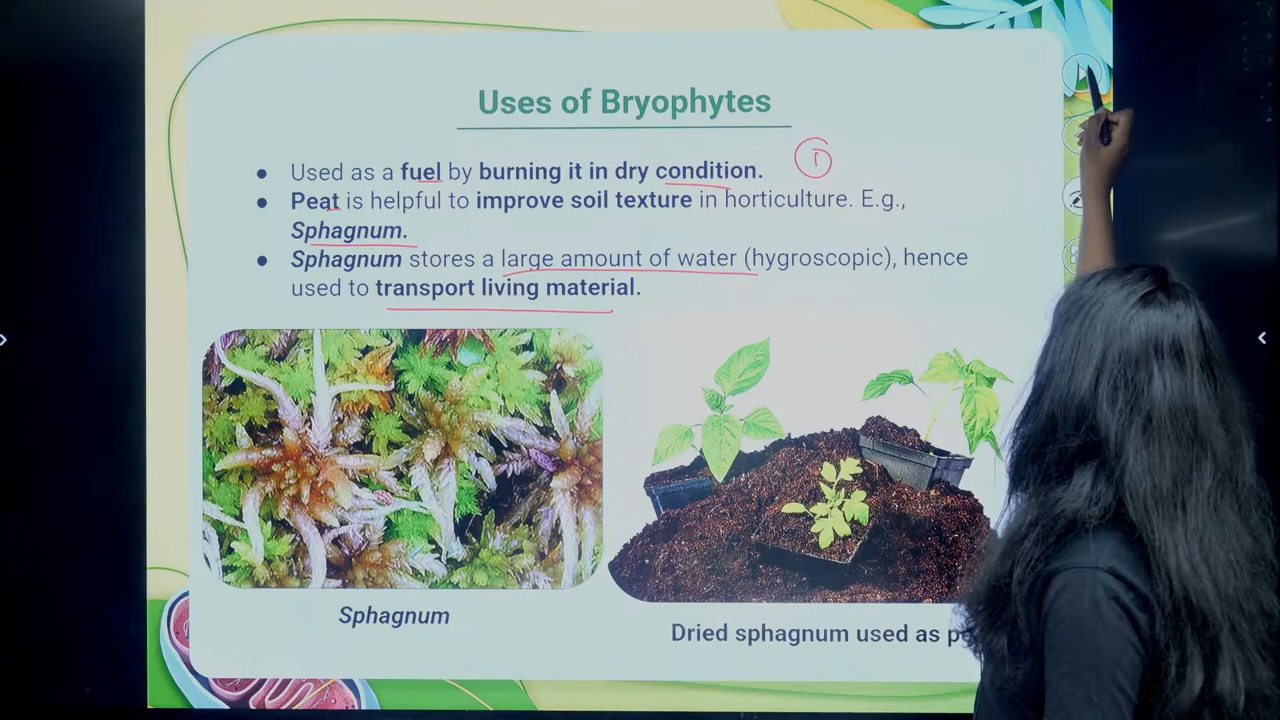 Uses of Bryophytes
Used as a fuel by burning it in dry condition.
1
Peat is helpful to improve soil texture in horticulture. E.g.,
Sphagnum.
Sphagnum stores a large amount of water (hygroscopic), hence
used to transport living material.
Sphagnum
Dried sphagnum used as